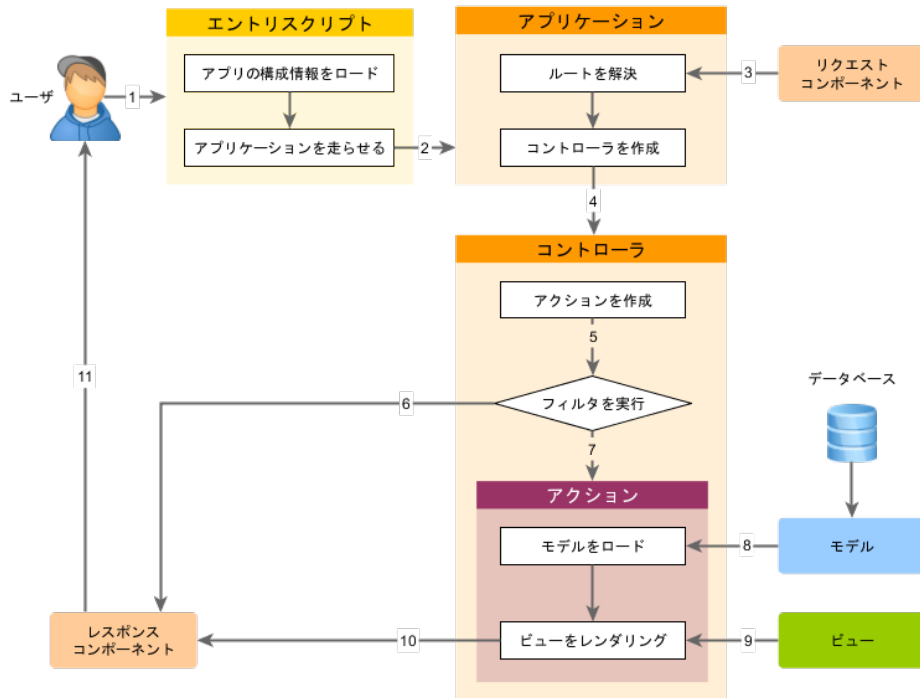 エントリスクリプト
アプリケーション
アプリの構成情報をロード
ルートを解決
3
リクエスト
コンポーネント
ユーザ
1
アプリケーションを走らせる
2
コントローラを作成
4
コントローラ
アクションを作成
5
11
データベース
6
フィルタを実行
7
アクション
モデルをロード
8
モデル
レスポンス
コンポーネント
10
ビューをレンダリング
9
ビュー